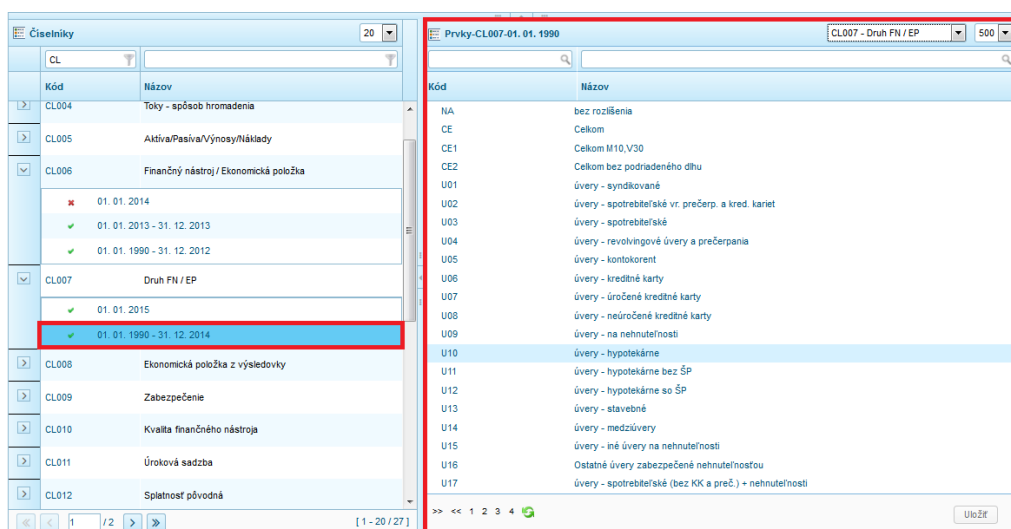 Číselníky 20
CL
Kód Názov
CL004 Toky - spôsob hromadenia
CL005 Aktíva/Pasíva/Výnosy/Náklady
CL006 Finančný nástroj / Ekonomická položka
01. 01. 2014
01. 01. 2013 - 31. 12. 2013
01. 01. 1990 - 31. 12. 2012
CL007 Druh FN / EP
01. 01. 2015
01. 01. 1990 - 31. 12. 2014
CL008 Ekonomická položka z výsledovky
CL009 Zabezpečenie
CL010 Kvalita finančného nástroja
CL011 Úroková sadzba
CL012 Splatnosť pôvodná
1 / 2 [ 1 - 20 / 27 ]
Prvky-CL007-01. 01. 1990 CL007 - Druh FN / EP 500
Kód Názov
NA bez rozlíšenia
CE Celkom
CE1 Celkom M10,V30
CE2 Celkom bez podriadeného dlhu
U01 úvery - syndikované
U02 úvery - spotrebiteľské vr. prečerp. a kred. kariet
U03 úvery - spotrebiteľské
U04 úvery - revolvingové úvery a prečerpania
U05 úvery - kontokorent
U06 úvery - kreditné karty
U07 úvery - úročené kreditné karty
U08 úvery - neúročené kreditné karty
U09 úvery - na nehnuteľnosti
U10 úvery - hypotekárne
U11 úvery - hypotekárne bez ŠP
U12 úvery - hypotekárne so ŠP
U13 úvery - stavebné
U14 úvery - medziúvery
U15 úvery - iné úvery na nehnuteľnosti
U16 Ostatné úvery zabezpečené nehnuteľnosťou
U17 úvery - spotrebiteľské (bez KK a preč.) + nehnuteľnosti
>> << 1 2 3 4 Uložiť